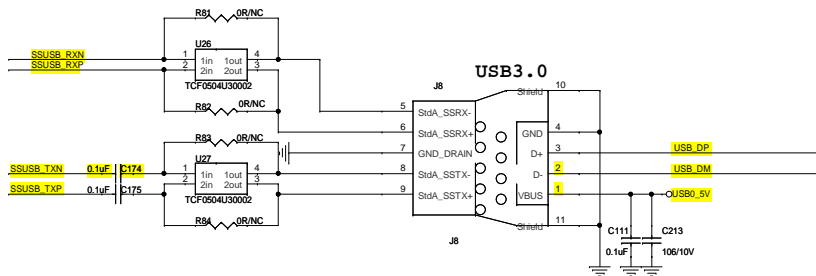 R81 0R/NC
U26
SSUSB_RXN 1 1in 1out 4
SSUSB_RXP 2 2in 2out 3
TCF0504U30002
R82 0R/NC
USB3.0
J8
Shield 10
5 StdA_SSRX-
6 StdA_SSRX+
7 GND_DRAIN
8 StdA_SSTX-
9 StdA_SSTX+
GND 4
D+ 3 USB_DP
D- 2 USB_DM
VBUS 1 USB0_5V
Shield 11
J8
R83 0R/NC
U27
SSUSB_TXN 0.1uF C174 1 1in 1out 4
SSUSB_TXP 0.1uF C175 2 2in 2out 3
TCF0504U30002
R84 0R/NC
C111 C213
0.1uF 106/10V